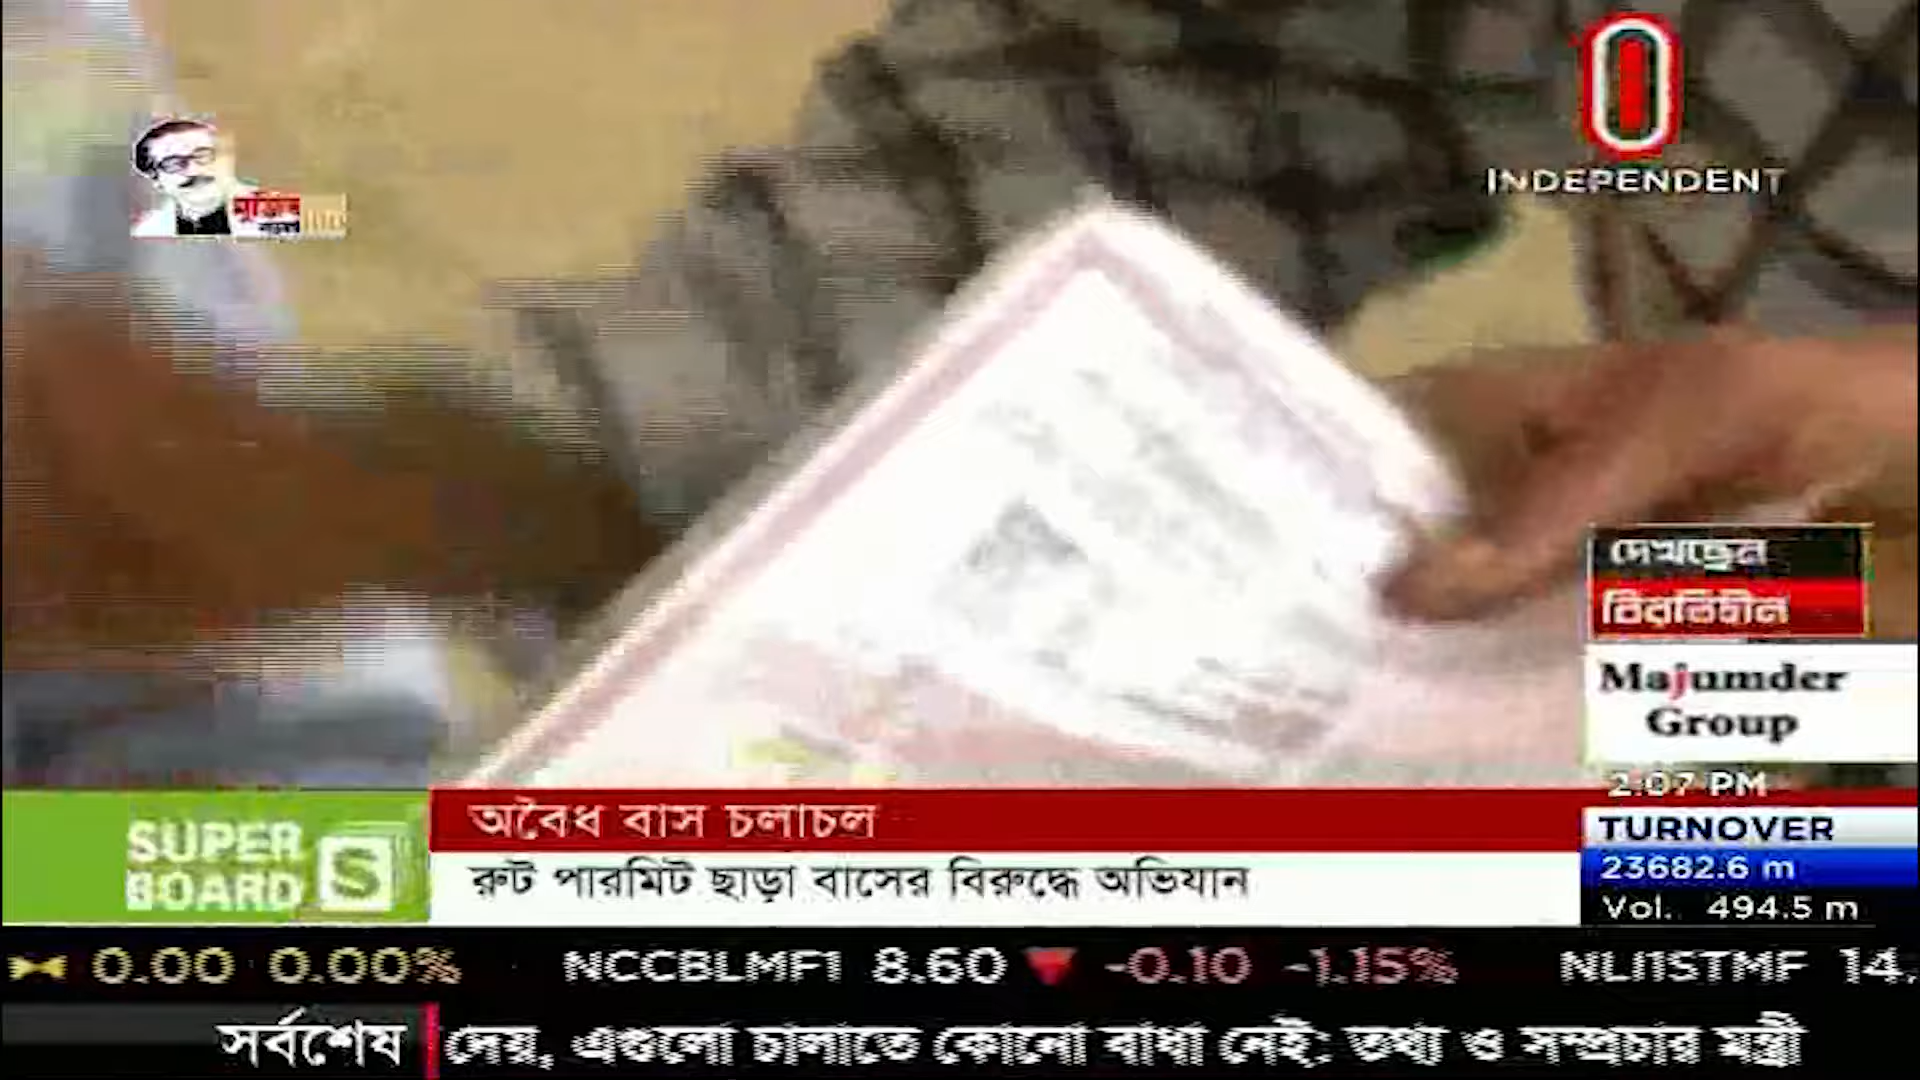 INDEPENDENT
দেখছেন
বিরতিহীন
Majumder
Group
2:07 PM
SUPER
BOARD S
অবৈধ বাস চলাচল
রুট পারমিট ছাড়া বাসের বিরুদ্ধে অভিযান
TURNOVER
23682.6 m
Vol. 494.5 m
0.00 0.00% NCCBLMF1 8.60 -0.10 -1.15% NLI1STMF 14.
সর্বশেষ দেয়, এগুলো চালাতে কোনো বাধা নেই: তথ্য ও সম্প্রচার মন্ত্রী